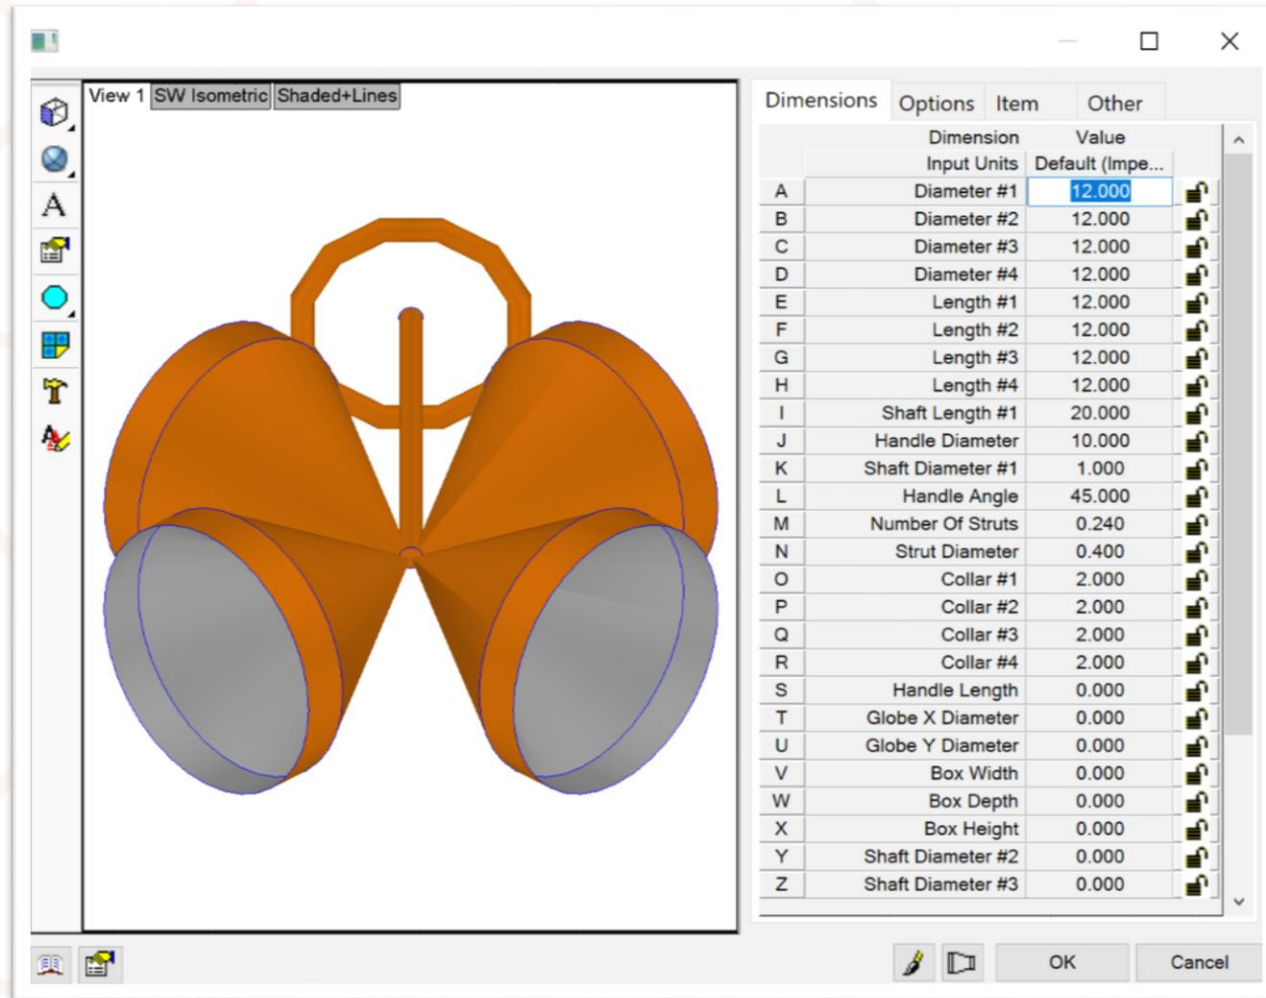 View 1 SW Isometric Shaded+Lines
A
Dimensions Options Item Other
Dimension Value
Input Units Default (Impe...
A Diameter #1 12.000
B Diameter #2 12.000
C Diameter #3 12.000
D Diameter #4 12.000
E Length #1 12.000
F Length #2 12.000
G Length #3 12.000
H Length #4 12.000
I Shaft Length #1 20.000
J Handle Diameter 10.000
K Shaft Diameter #1 1.000
L Handle Angle 45.000
M Number Of Struts 0.240
N Strut Diameter 0.400
O Collar #1 2.000
P Collar #2 2.000
Q Collar #3 2.000
R Collar #4 2.000
S Handle Length 0.000
T Globe X Diameter 0.000
U Globe Y Diameter 0.000
V Box Width 0.000
W Box Depth 0.000
X Box Height 0.000
Y Shaft Diameter #2 0.000
Z Shaft Diameter #3 0.000
OK Cancel